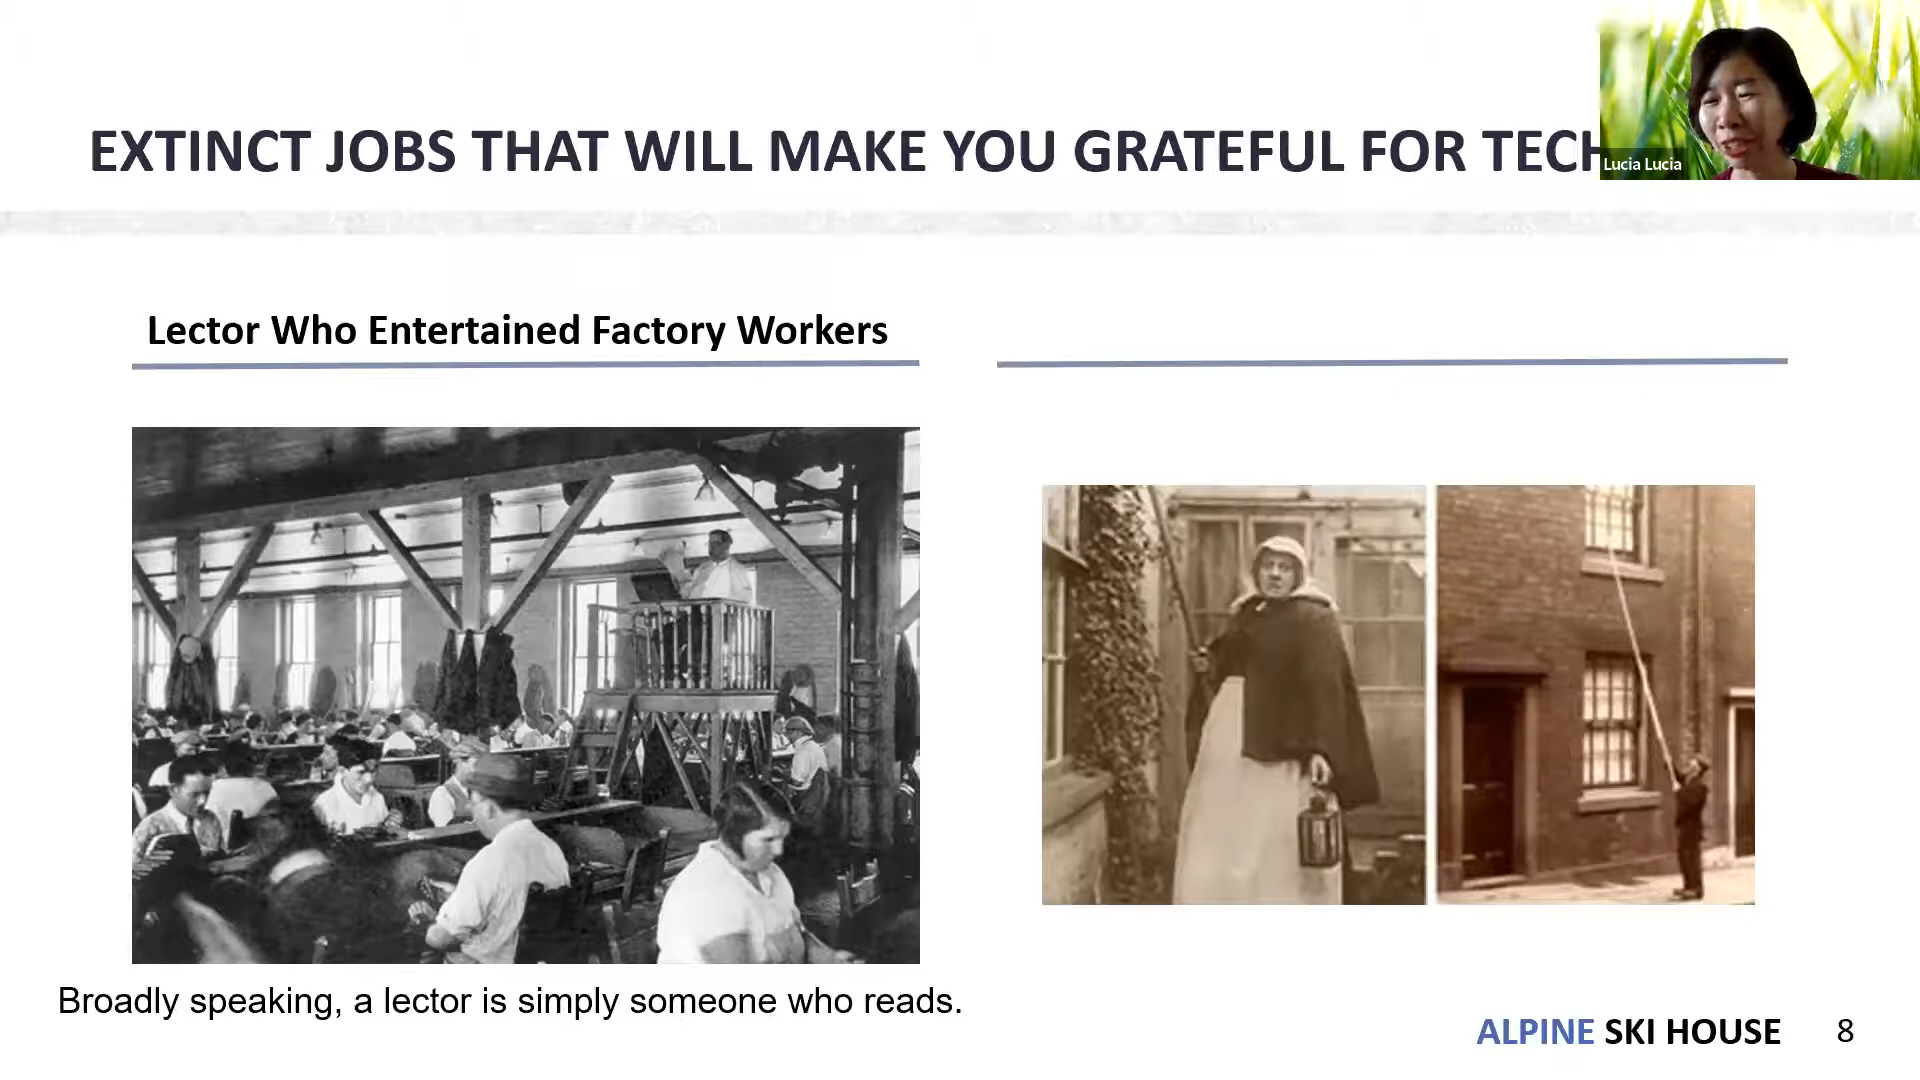 EXTINCT JOBS THAT WILL MAKE YOU GRATEFUL FOR TECH
Lucia Lucia
Lector Who Entertained Factory Workers
Broadly speaking, a lector is simply someone who reads.
ALPINE SKI HOUSE 8